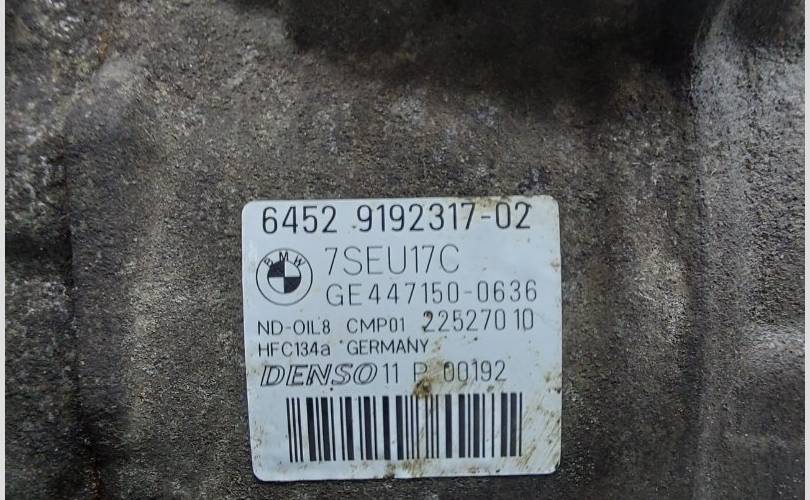 6452 9192317-02
BMW 7SEU17C
GE447150-0636
ND-OIL8 CMP01 22527010
HFC134a GERMANY
DENSO 11 P 00192